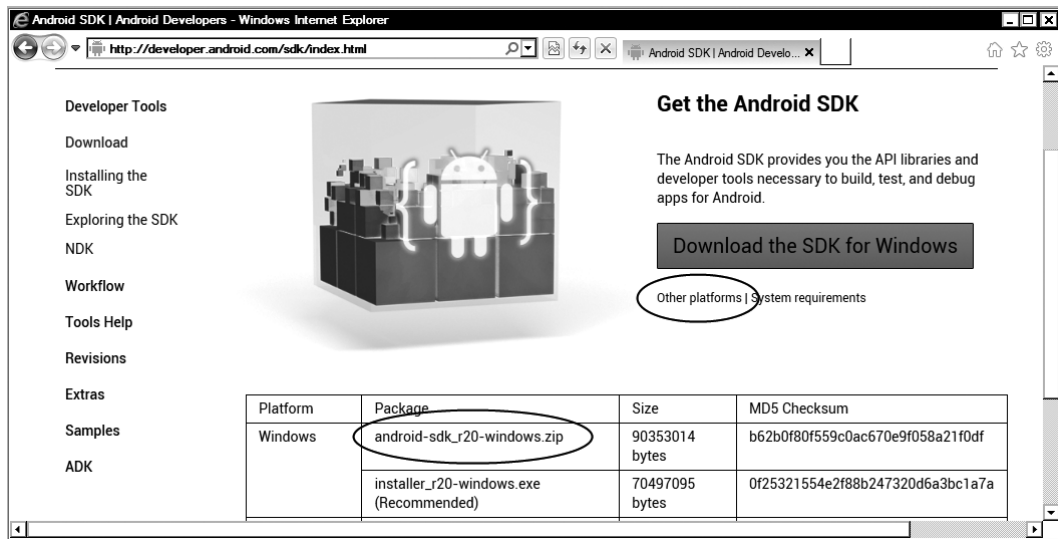 Android SDK | Android Developers - Windows Internet Explorer
http://developer.android.com/sdk/index.html
Android SDK | Android Develo...
Developer Tools
Download
Installing the
SDK
Exploring the SDK
NDK
Workflow
Tools Help
Revisions
Extras
Samples
ADK
Get the Android SDK
The Android SDK provides you the API libraries and
developer tools necessary to build, test, and debug
apps for Android.
Download the SDK for Windows
Other platforms | System requirements
Platform Package Size MD5 Checksum
Windows android-sdk_r20-windows.zip 90353014
bytes b62b0f80f559c0ac670e9f058a21f0df
installer_r20-windows.exe
(Recommended) 70497095
bytes 0f25321554e2f88b247320d6a3bc1a7a